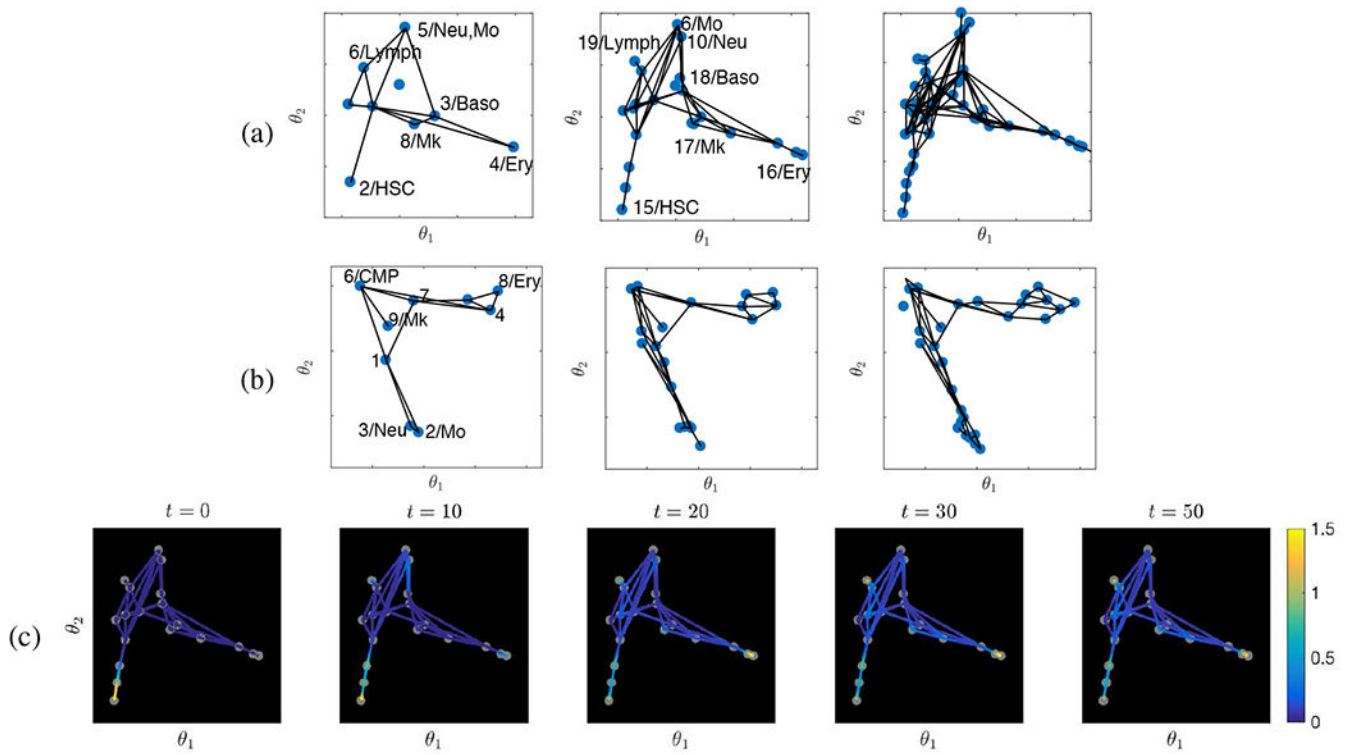 (a)
θ2
5/Neu,Mo
6/Lymph
3/Baso
8/Mk
4/Ery
2/HSC
θ1
θ2
6/Mo
19/Lymph
10/Neu
18/Baso
17/Mk
16/Ery
15/HSC
θ1
θ2
θ1
(b)
θ2
6/CMP
8/Ery
7
4
9/Mk
1
3/Neu
2/Mo
θ1
θ2
θ1
θ2
θ1
t = 0
t = 10
t = 20
t = 30
t = 50
(c)
θ2
1.5
1
0.5
0
θ1
θ1
θ1
θ1
θ1